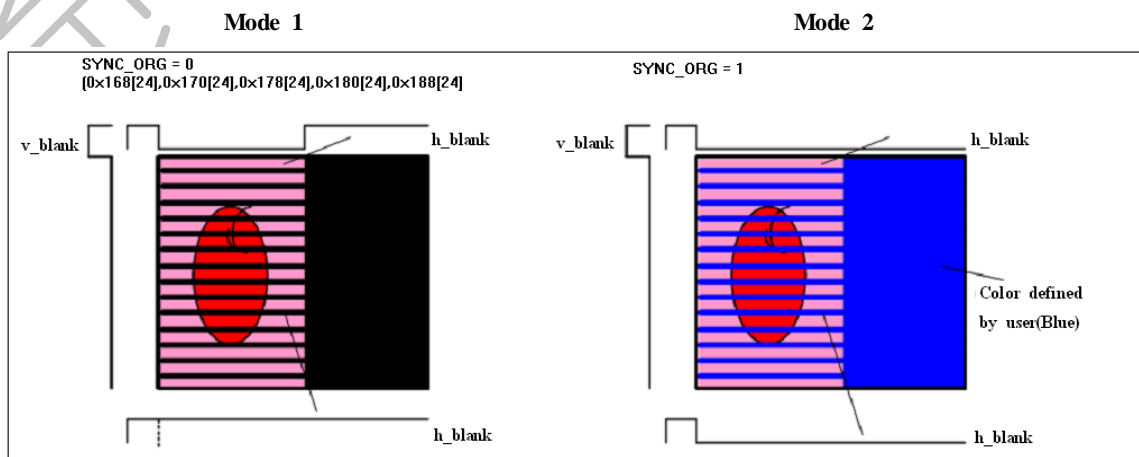 Mode 1
Mode 2
SYNC_ORG = 0
(0x168[24],0x170[24],0x178[24],0x180[24],0x188[24]
SYNC_ORG = 1
v_blank
h_blank
v_blank
h_blank
Color defined
by user(Blue)
h_blank
h_blank